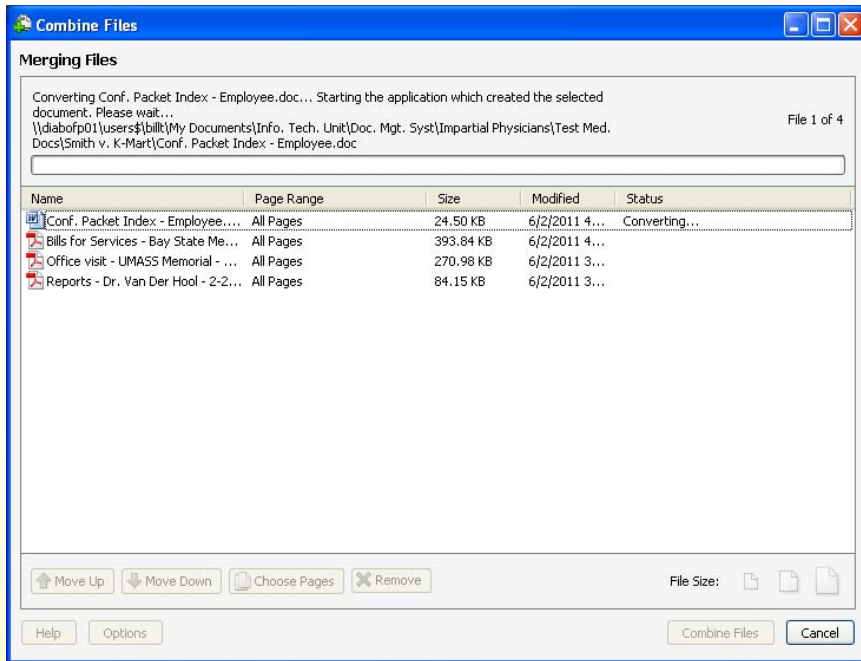 Combine Files
Merging Files
Converting Conf. Packet Index - Employee.doc... Starting the application which created the selected
document. Please wait...
\\diabofp01\users$\billt\My Documents\Info. Tech. Unit\Doc. Mgt. Syst\Impartial Physicians\Test Med.
Docs\Smith v. K-Mart\Conf. Packet Index - Employee.doc
File 1 of 4
Name Page Range Size Modified Status
Conf. Packet Index - Employee.... All Pages 24.50 KB 6/2/2011 4... Converting...
Bills for Services - Bay State Me... All Pages 393.84 KB 6/2/2011 4...
Office visit - UMASS Memorial - ... All Pages 270.98 KB 6/2/2011 3...
Reports - Dr. Van Der Hool - 2-2... All Pages 84.15 KB 6/2/2011 3...
Move Up Move Down Choose Pages Remove File Size:
Help Options Combine Files Cancel